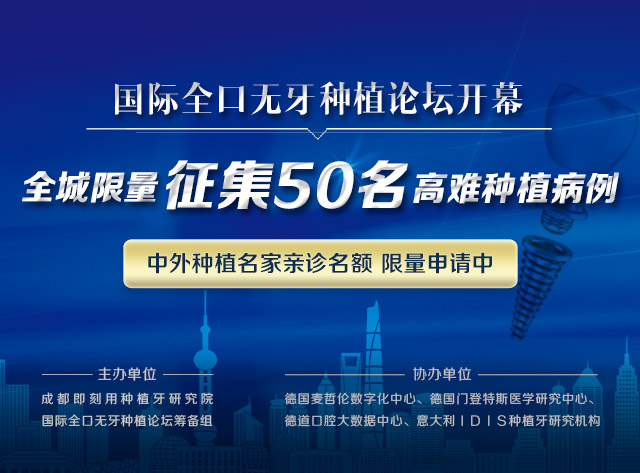 国际全口无牙种植论坛开幕
全城限量征集50名高难种植病例
中外种植名家亲诊名额 限量申请中
主办单位
成都即刻用种植牙研究院
国际全口无牙种植论坛筹备组
协办单位
德国麦哲伦数字化中心、德国门登特斯医学研究中心、
德道口腔大数据中心、意大利IDIS种植牙研究机构